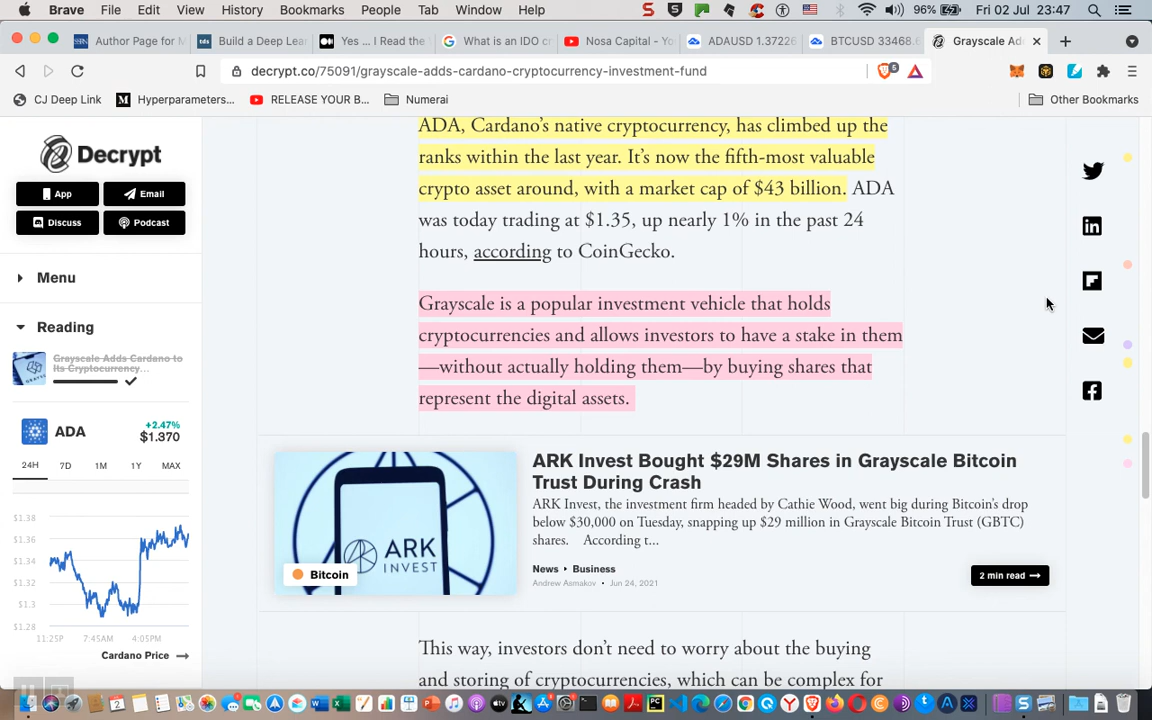 Brave File Edit View History Bookmarks People Tab Window Help 96% Fri 02 Jul 23:47
Author Page for M Build a Deep Lea Yes ... I Read the What is an IDO cr Nosa Capital - Yo ADAUSD 1.37226 BTCUSD 33468. Grayscale Ad
decrypt.co/75091/grayscale-adds-cardano-cryptocurrency-investment-fund
CJ Deep Link Hyperparameters... RELEASE YOUR B... Numerai Other Bookmarks
Decrypt
App Email
Discuss Podcast
Menu
Reading
Grayscale Adds Cardano to
Its Cryptocurrency...
ADA +2.47%
$1.370
24H 7D 1M 1Y MAX
$1.38
$1.36
$1.34
$1.32
$1.3
$1.28
11:25PM 7:45AM 4:05PM
Cardano Price
ADA, Cardano's native cryptocurrency, has climbed up the
ranks within the last year. It's now the fifth-most valuable
crypto asset around, with a market cap of $43 billion. ADA
was today trading at $1.35, up nearly 1% in the past 24
hours, according to CoinGecko.
Grayscale is a popular investment vehicle that holds
cryptocurrencies and allows investors to have a stake in them
—without actually holding them—by buying shares that
represent the digital assets.
ARK INVEST
Bitcoin
ARK Invest Bought $29M Shares in Grayscale Bitcoin
Trust During Crash
ARK Invest, the investment firm headed by Cathie Wood, went big during Bitcoin's drop
below $30,000 on Tuesday, snapping up $29 million in Grayscale Bitcoin Trust (GBTC)
shares. According t...
News Business
Andrew Asmakov • Jun 24, 2021
2 min read
This way, investors don't need to worry about the buying
and storing of cryptocurrencies, which can be complex for